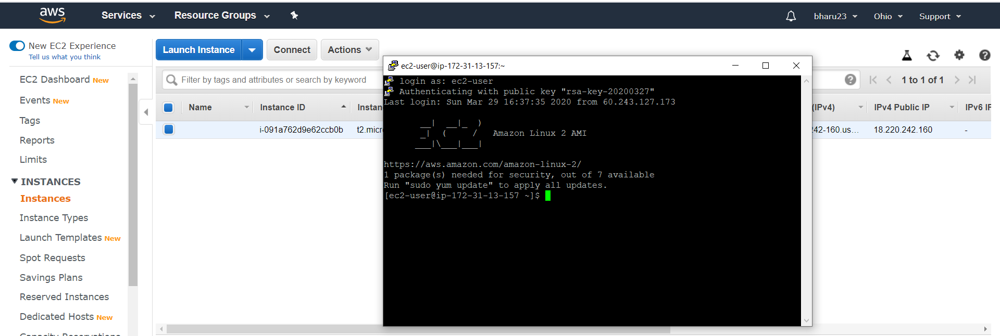 aws Services Resource Groups bharu23 Ohio Support
New EC2 Experience
Tell us what you think
Launch Instance Connect Actions
Filter by tags and attributes or search by keyword
1 to 1 of 1
Name Instance ID Instan (IPv4) IPv4 Public IP IPv6 IP
i-091a762d9e62ccb0b t2.micr 42-160.us... 18.220.242.160 -
EC2 Dashboard New
Events New
Tags
Reports
Limits
INSTANCES
Instances
Instance Types
Launch Templates New
Spot Requests
Savings Plans
Reserved Instances
Dedicated Hosts New
Capacity Reservations
ec2-user@ip-172-31-13-157:~
login as: ec2-user
Authenticating with public key "rsa-key-20200327"
Last login: Sun Mar 29 16:37:35 2020 from 60.243.127.173
__|  __|_  )
_|  (     /   Amazon Linux 2 AMI
___|\___|___|
https://aws.amazon.com/amazon-linux-2/
1 package(s) needed for security, out of 7 available
Run "sudo yum update" to apply all updates.
[ec2-user@ip-172-31-13-157 ~]$